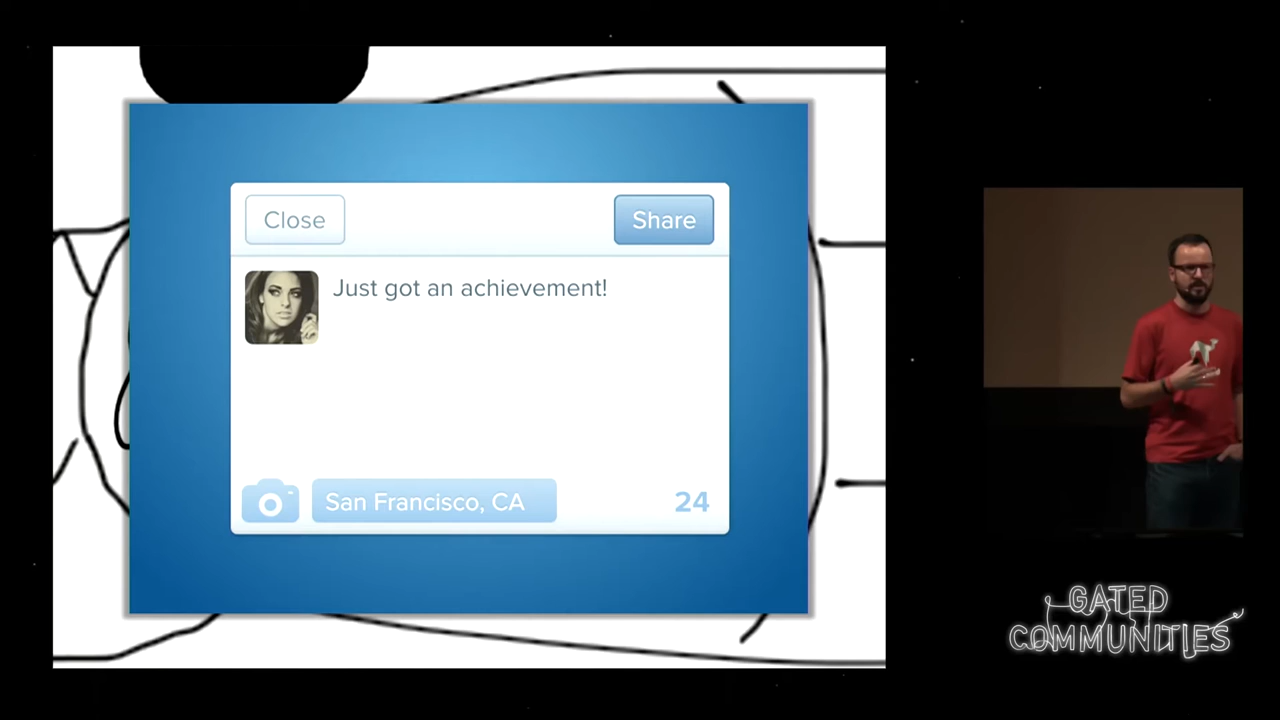 Close
Share
Just got an achievement!
San Francisco, CA
24
GATED
COMMUNITIES